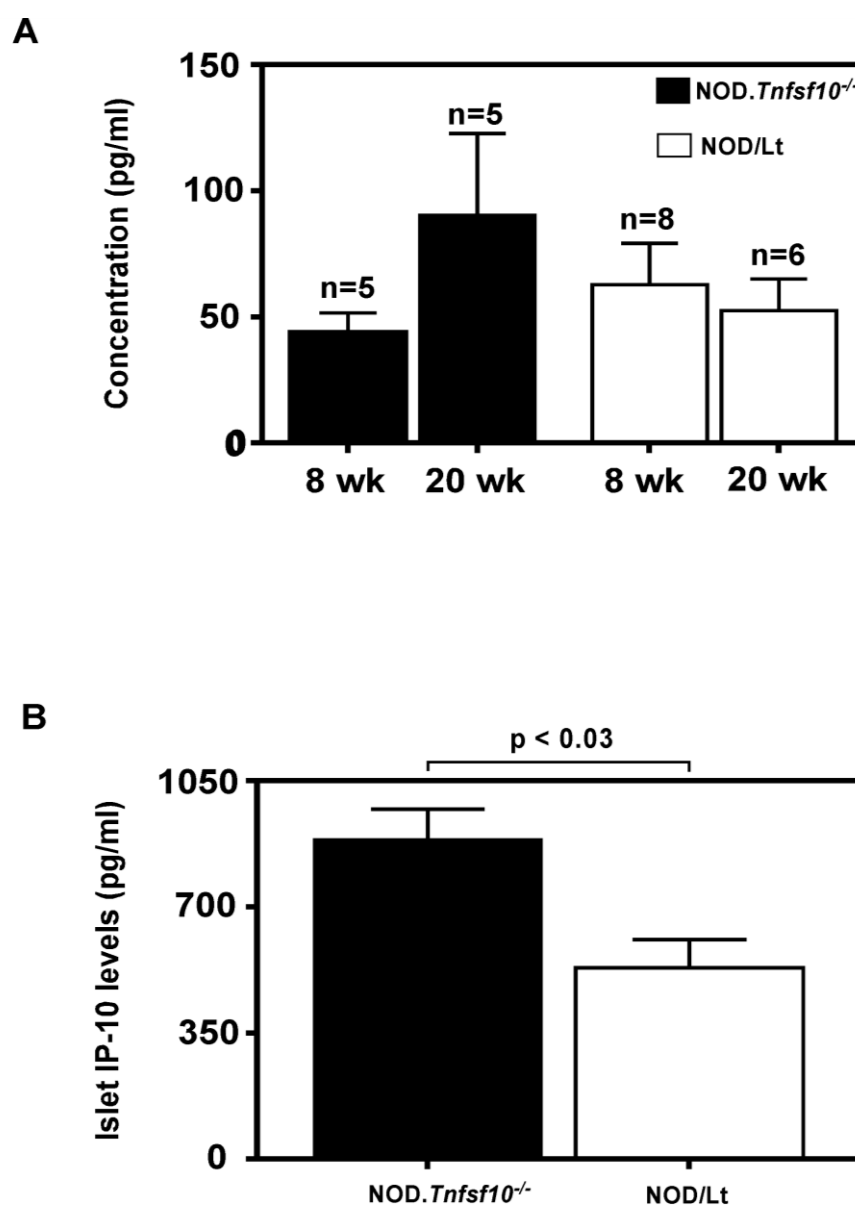 A
Concentration (pg/ml)
150
100
50
0
n=5
n=5
n=8
n=6
NOD.Tnfsf10-/-
NOD/Lt
8 wk
20 wk
8 wk
20 wk
B
p < 0.03
Islet IP-10 levels (pg/ml)
1050
700
350
0
NOD.Tnfsf10-/-
NOD/Lt